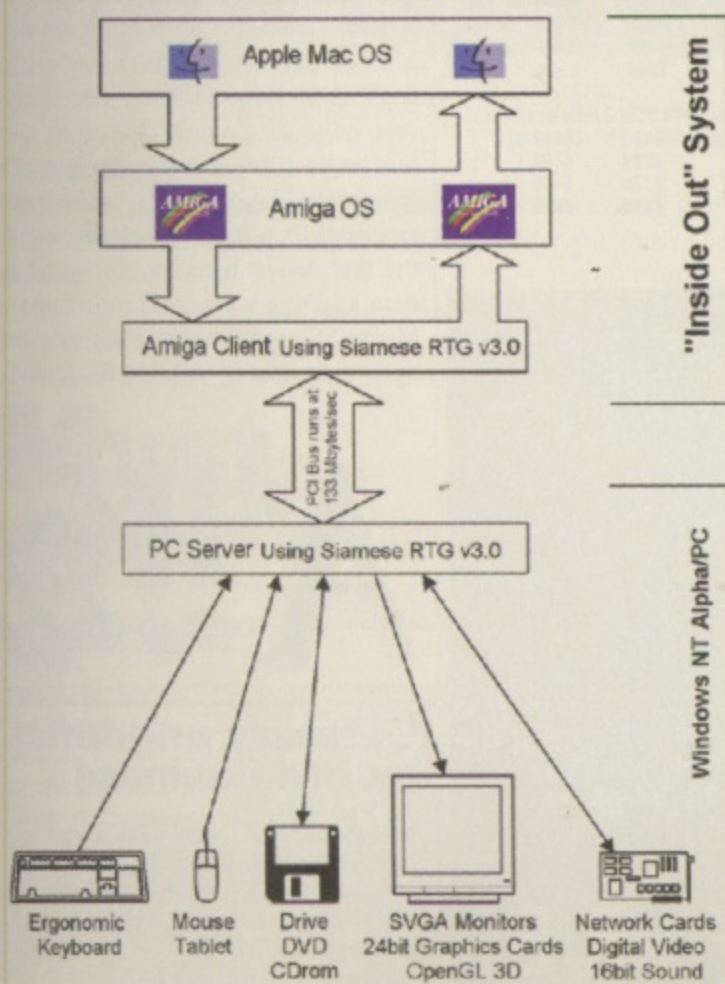 Apple Mac OS
AMIGA
Amiga OS
AMIGA
Amiga Client Using Siamese RTG v3.0
PCI Bus runs at
133 Mbytes/sec
PC Server Using Siamese RTG v3.0
Ergonomic
Keyboard
Mouse
Tablet
Drive
DVD
CDrom
SVGA Monitors
24bit Graphics Cards
OpenGL 3D
Network Cards
Digital Video
16bit Sound
"Inside Out" System
Windows NT Alpha/PC